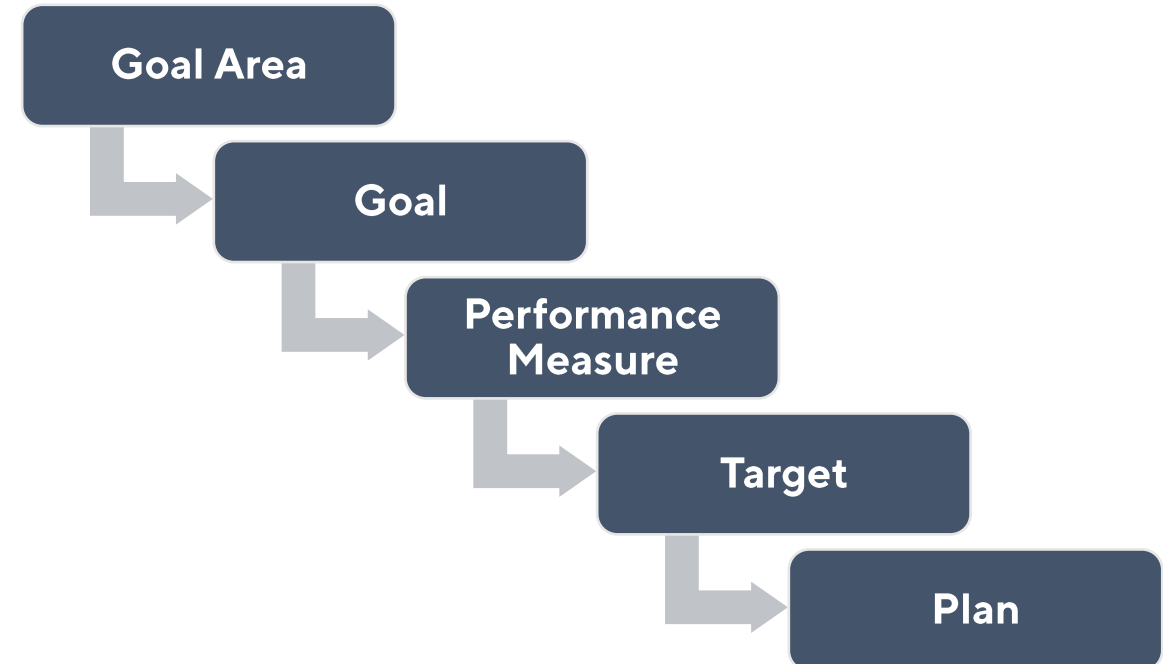 Goal Area
Goal
Performance
Measure
Target
Plan